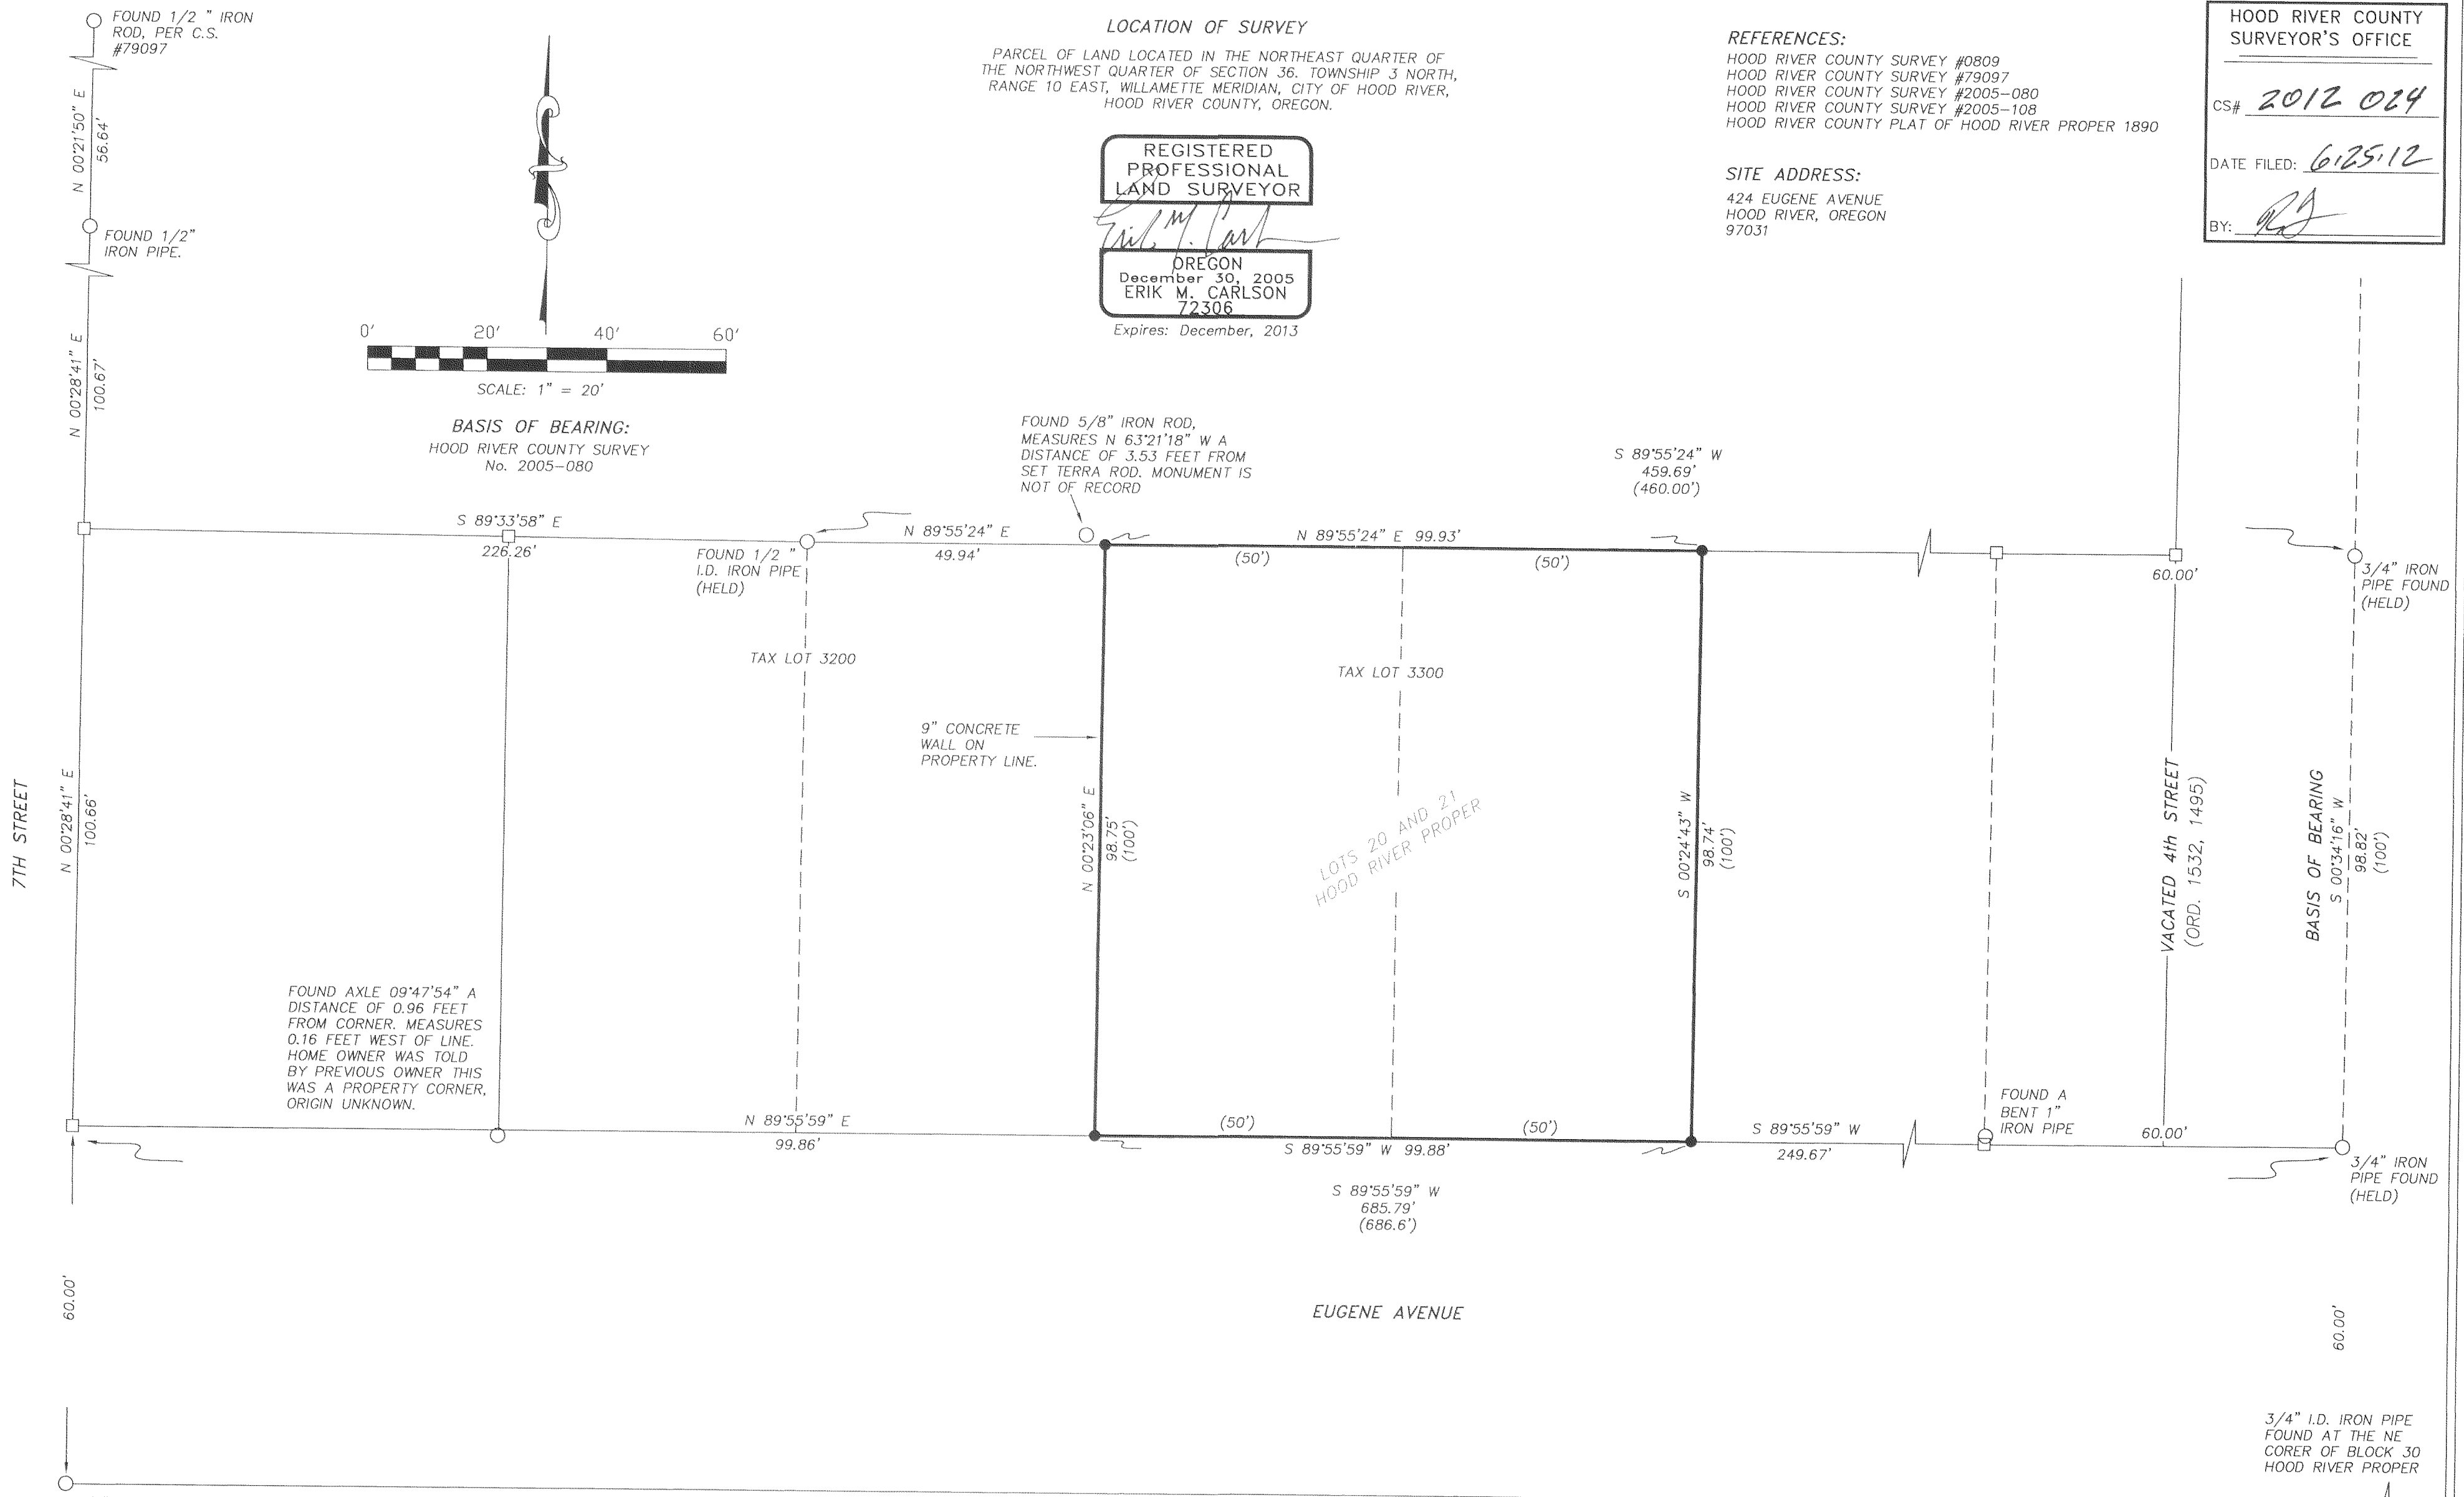 FOUND 1/2 " IRON
ROD, PER C.S.
#79097
N 00°21'50" E
56.64'
FOUND 1/2"
IRON PIPE.
N 00°28'41" E
100.67'
0' 20' 40' 60'
SCALE: 1" = 20'
BASIS OF BEARING:
HOOD RIVER COUNTY SURVEY
No. 2005-080
LOCATION OF SURVEY
PARCEL OF LAND LOCATED IN THE NORTHEAST QUARTER OF
THE NORTHWEST QUARTER OF SECTION 36. TOWNSHIP 3 NORTH,
RANGE 10 EAST, WILLAMETTE MERIDIAN, CITY OF HOOD RIVER,
HOOD RIVER COUNTY, OREGON.
REGISTERED
PROFESSIONAL
LAND SURVEYOR
Erik M. Carl
OREGON
December 30, 2005
ERIK M. CARLSON
72306
Expires: December, 2013
REFERENCES:
HOOD RIVER COUNTY SURVEY #0809
HOOD RIVER COUNTY SURVEY #79097
HOOD RIVER COUNTY SURVEY #2005-080
HOOD RIVER COUNTY SURVEY #2005-108
HOOD RIVER COUNTY PLAT OF HOOD RIVER PROPER 1890
SITE ADDRESS:
424 EUGENE AVENUE
HOOD RIVER, OREGON
97031
HOOD RIVER COUNTY
SURVEYOR'S OFFICE
CS# 2012 024
DATE FILED: 6.25.12
BY:
FOUND 5/8" IRON ROD,
MEASURES N 63°21'18" W A
DISTANCE OF 3.53 FEET FROM
SET TERRA ROD. MONUMENT IS
NOT OF RECORD
S 89°55'24" W
459.69'
(460.00')
S 89°33'58" E
226.26'
FOUND 1/2 "
I.D. IRON PIPE
(HELD)
N 89°55'24" E
49.94'
N 89°55'24" E 99.93'
(50') (50')
60.00'
3/4" IRON
PIPE FOUND
(HELD)
TAX LOT 3200
TAX LOT 3300
9" CONCRETE
WALL ON
PROPERTY LINE.
7TH STREET
N 00°28'41" E
100.66'
N 00°23'06" E
98.75'
(100')
LOTS 20 AND 21
HOOD RIVER PROPER
S 00°24'43" W
98.74'
(100')
VACATED 4th STREET
(ORD. 1532, 1495)
BASIS OF BEARING
S 00°34'16" W
98.82'
(100')
FOUND AXLE 09°47'54" A
DISTANCE OF 0.96 FEET
FROM CORNER. MEASURES
0.16 FEET WEST OF LINE.
HOME OWNER WAS TOLD
BY PREVIOUS OWNER THIS
WAS A PROPERTY CORNER,
ORIGIN UNKNOWN.
N 89°55'59" E
99.86'
(50') (50')
S 89°55'59" W 99.88'
S 89°55'59" W
249.67'
FOUND A
BENT 1"
IRON PIPE
60.00'
3/4" IRON
PIPE FOUND
(HELD)
S 89°55'59" W
685.79'
(686.6')
60.00'
EUGENE AVENUE
60.00'
3/4" I.D. IRON PIPE
FOUND AT THE NE
CORER OF BLOCK 30
HOOD RIVER PROPER